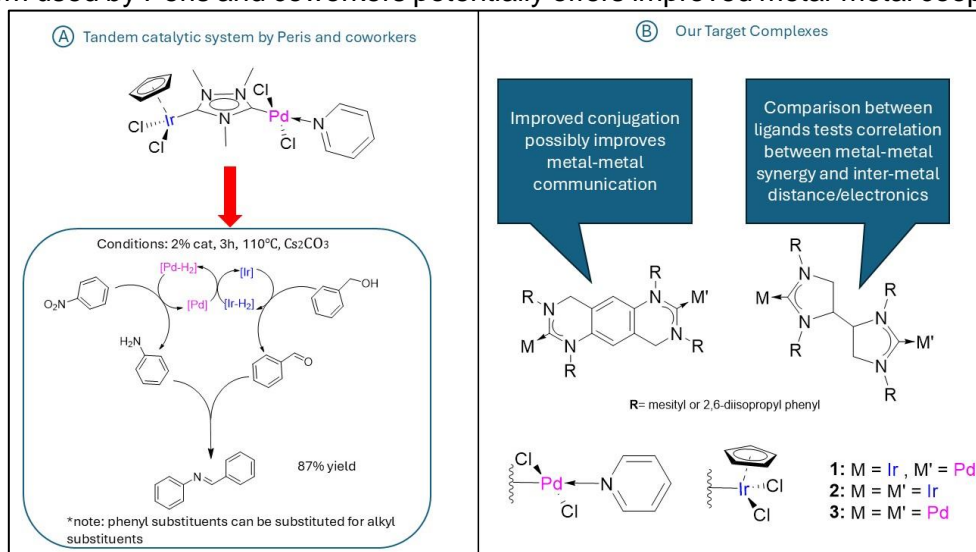 Ⓐ Tandem catalytic system by Peris and coworkers
N N
N
Ir
Cl
Cl
Cl
Pd
Cl
N
Conditions: 2% cat, 3h, 110°C, Cs2CO3
[Pd-H2]
[Ir]
[Pd]
[Ir-H2]
O2N
OH
H2N
O
N
87% yield
*note: phenyl substituents can be substituted for alkyl
substituents
Ⓑ Our Target Complexes
Improved conjugation
possibly improves
metal-metal
communication
Comparison between
ligands tests correlation
between metal-metal
synergy and inter-metal
distance/electronics
R
N
M
N
R
R
N
M'
N
R
R
N
M
N
R
R
N
M'
N
R
R= mesityl or 2,6-diisopropyl phenyl
Cl
Pd
N
Cl
Ir
Cl
Cl
1: M = Ir , M' = Pd
2: M = M' = Ir
3: M = M' = Pd